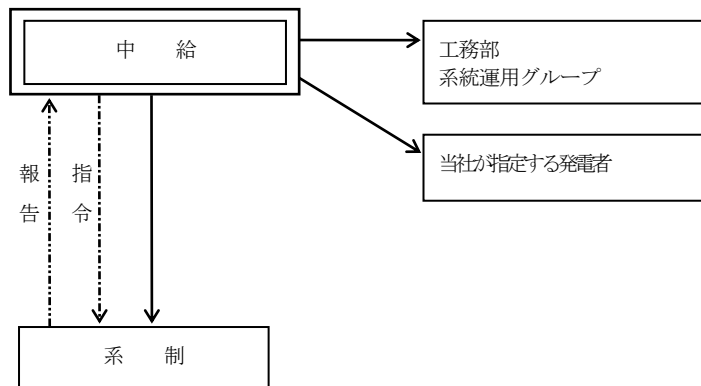 中　給
工務部
系統運用グループ
当社が指定する発電者
報告
指令
系　制